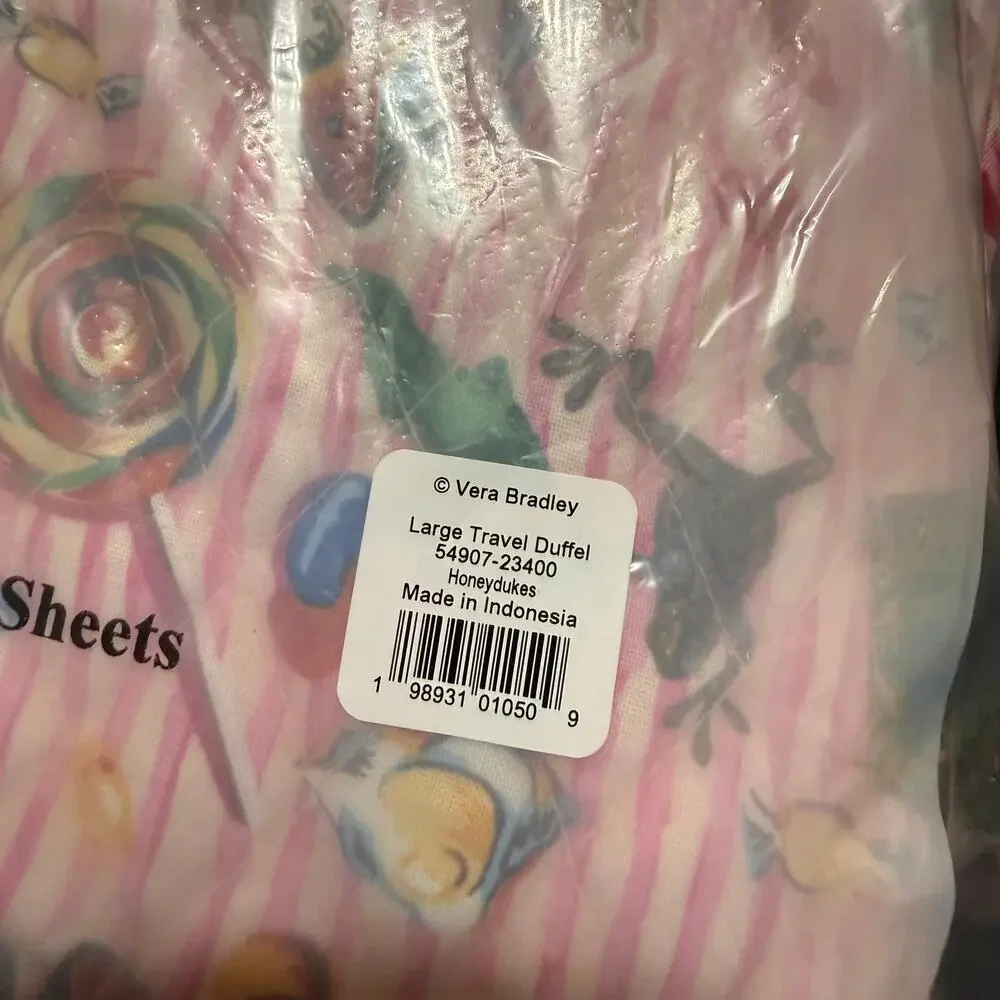 © Vera Bradley
Large Travel Duffel
54907-23400
Honeydukes
Made in Indonesia
1 98931 01050 9
Sheets